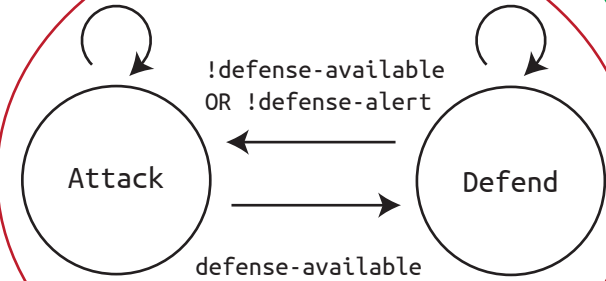 !defense-available
OR !defense-alert
Attack
Defend
defense-available